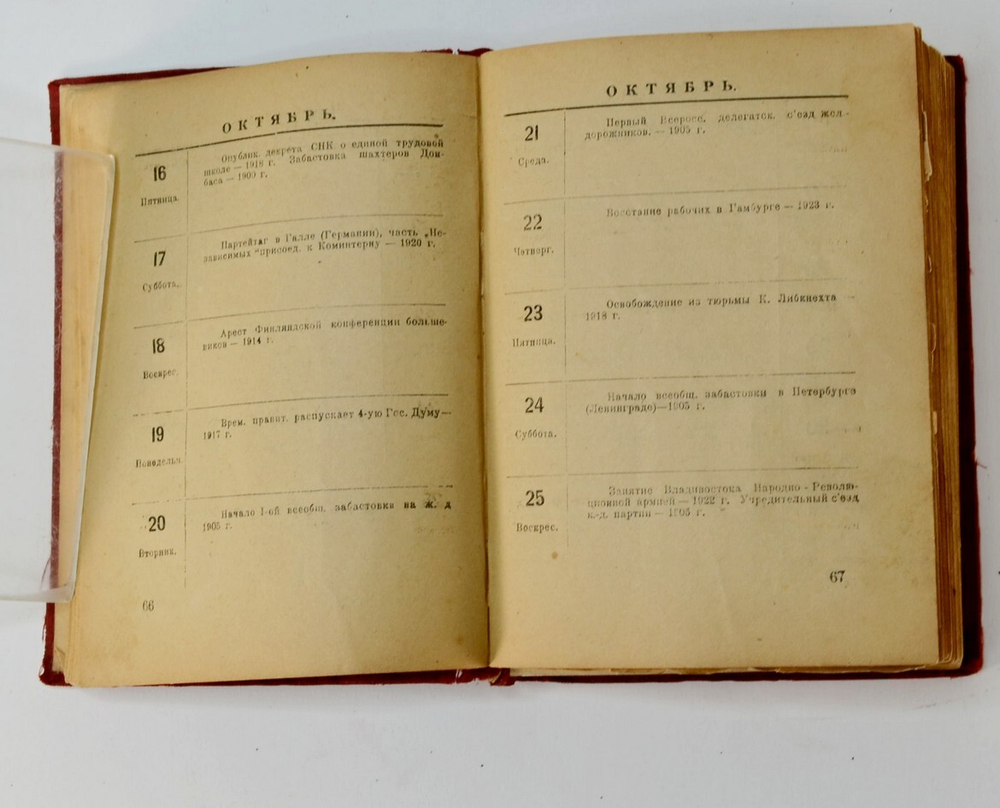 ОКТЯБРЬ.
16
Пятница.
Опублик. декрета СНК о единой трудовой
школе — 1918 г. Забастовка шахтеров Дон-
баса — 1900 г.
17
Суббота.
Партейтаг в Галле (Германии), часть „Не-
зависимых" присоед. к Коминтерну — 1920 г.
18
Воскрес.
Арест Финляндской конференции больше-
виков — 1914 г.
19
Понедельн.
Врем. правит. распускает 4-ую Гос. Думу—
1917 г.
20
Вторник.
Начало 1-ой всеобщ. забастовки на ж. д
1905 г.
66
ОКТЯБРЬ.
21
Среда.
Первый Всеросс. делегатск. с'езд жел-
дорожников. — 1905 г.
22
Четверг.
Восстание рабочих в Гамбурге — 1923 г.
23
Пятница.
Освобождение из тюрьмы К. Либкнехта —
1918 г.
24
Суббота.
Начало всеобщ. забастовки в Петербурге
(Ленинграде)—1905 г.
25
Воскрес.
Занятие Владивостока Народно-Револю-
ционной армией — 1922 г. Учредительный с'езд
к.-д. партии — 1905 г.
67